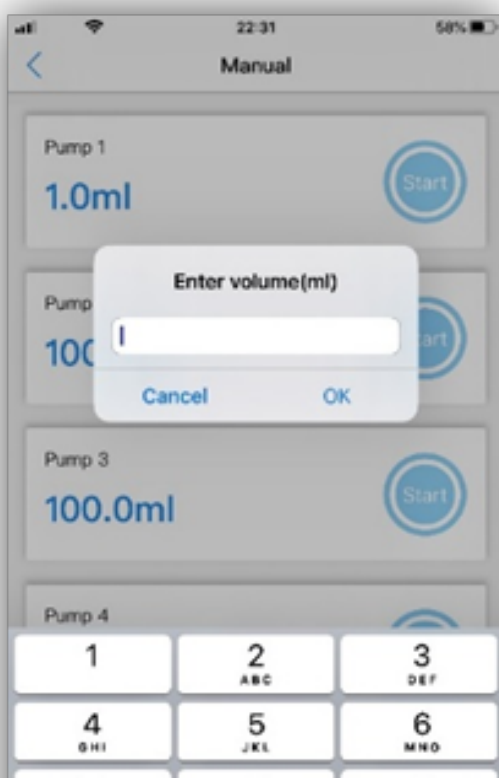 22:31
58%
Manual
Pump 1
1.0ml
Start
Enter volume(ml)
Pump
100
art
Cancel
OK
Pump 3
100.0ml
Start
Pump 4
1
2
ABC
3
DEF
4
GHI
5
JKL
6
MNO